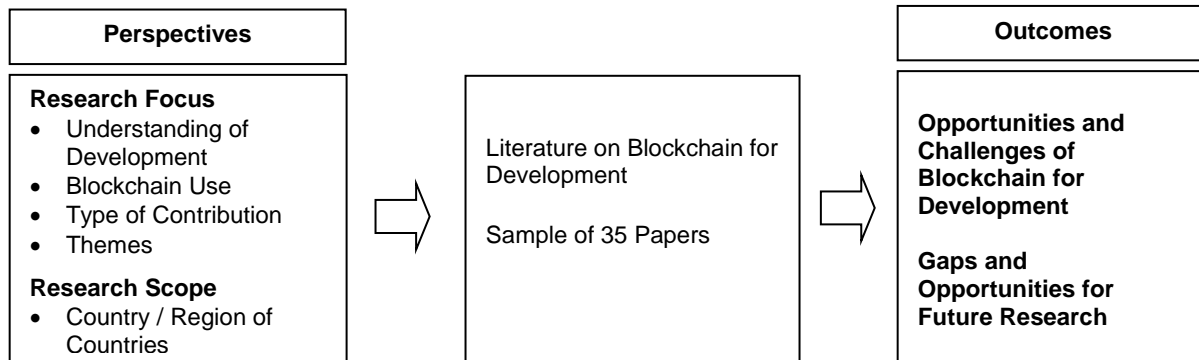 Perspectives
Research Focus
• Understanding of
Development
• Blockchain Use
• Type of Contribution
• Themes
Research Scope
• Country / Region of
Countries
Literature on Blockchain for
Development
Sample of 35 Papers
Outcomes
Opportunities and
Challenges of
Blockchain for
Development
Gaps and
Opportunities for
Future Research